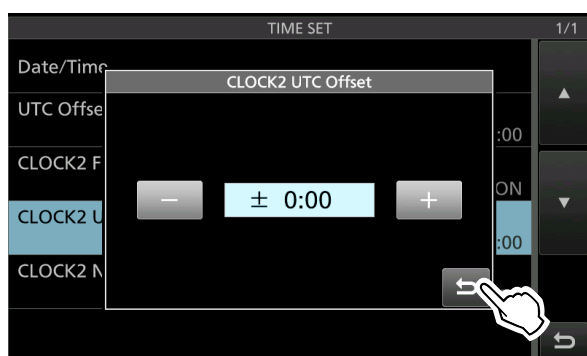 TIME SET 1/1
Date/Time
CLOCK2 UTC Offset
UTC Offse
:00
CLOCK2 F
ON
− ± 0:00 +
CLOCK2 U
:00
CLOCK2 N